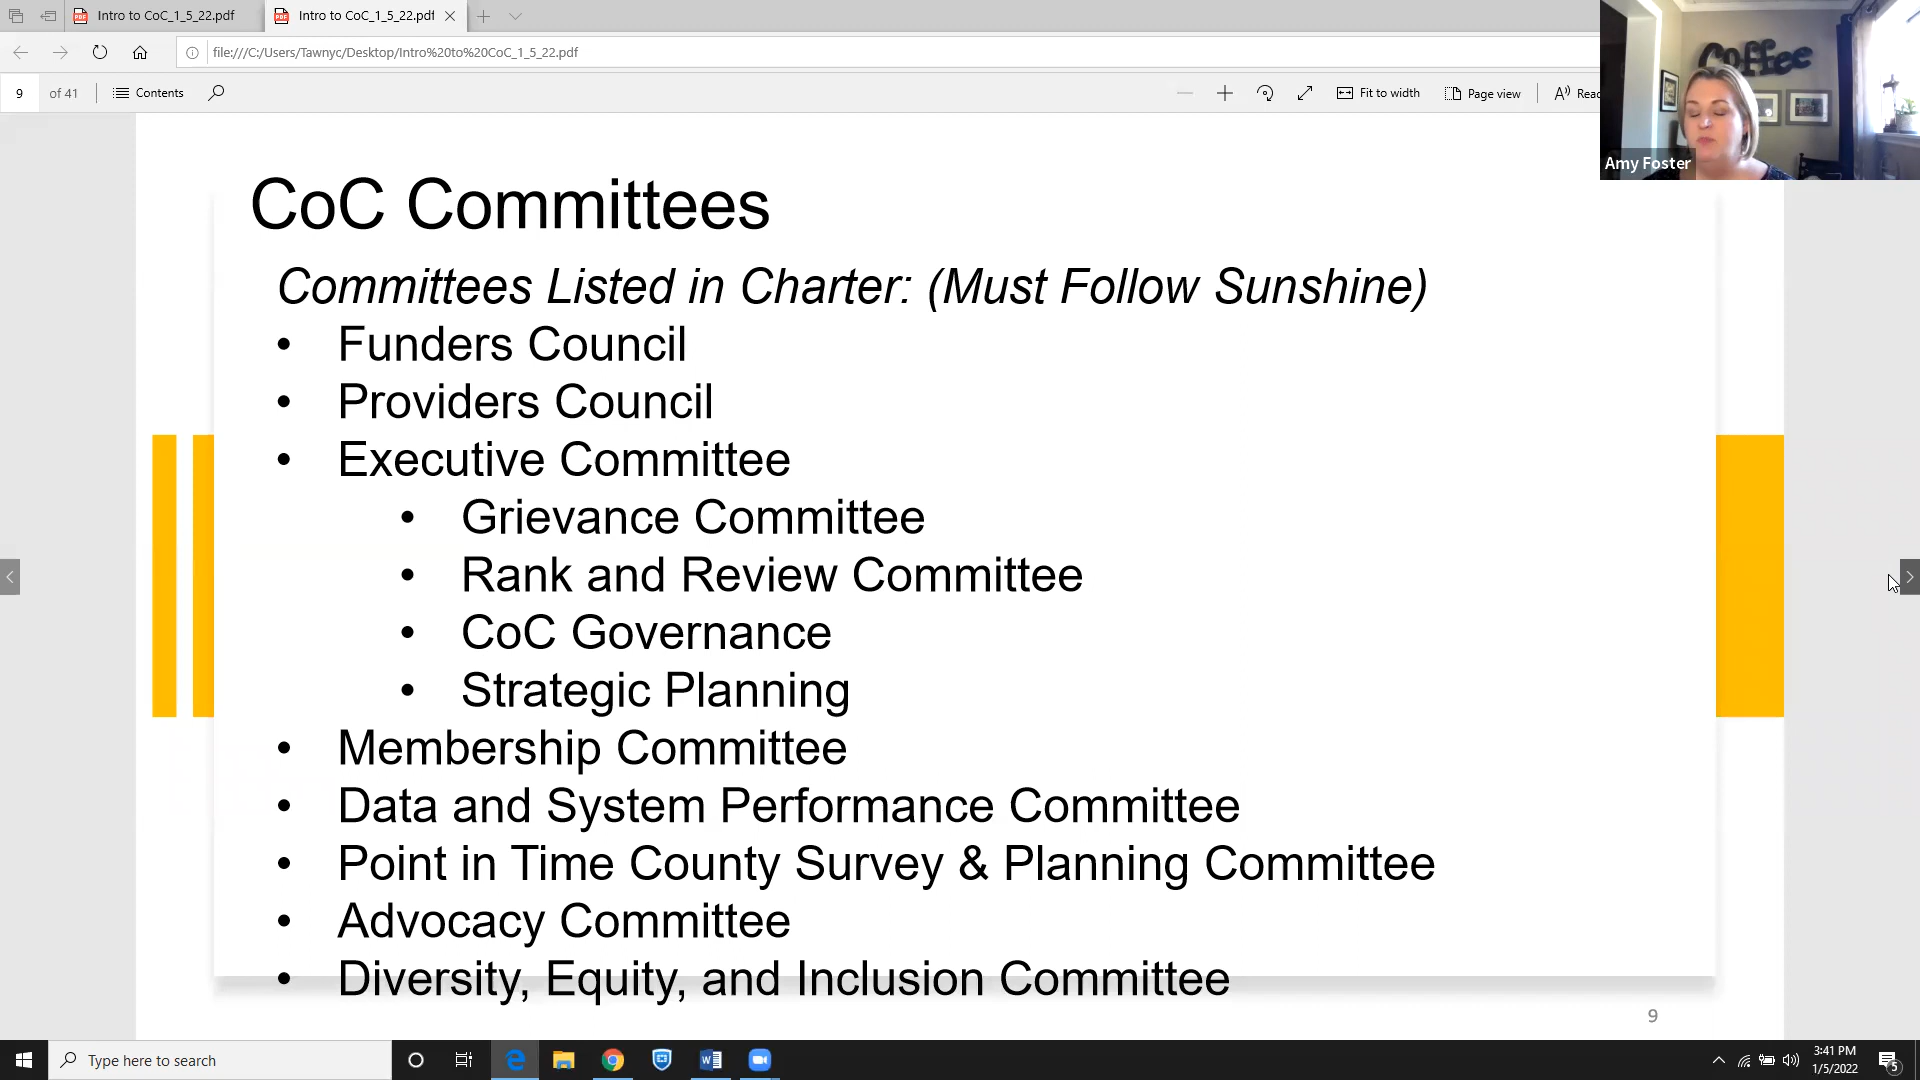 Intro to CoC_1_5_22.pdf
Intro to CoC_1_5_22.pdf
file:///C:/Users/Tawnyc/Desktop/Intro%20to%20CoC_1_5_22.pdf
9 of 41 Contents Fit to width Page view Read
Coffee
Amy Foster
CoC Committees
Committees Listed in Charter: (Must Follow Sunshine)
• Funders Council
• Providers Council
• Executive Committee
• Grievance Committee
• Rank and Review Committee
• CoC Governance
• Strategic Planning
• Membership Committee
• Data and System Performance Committee
• Point in Time County Survey & Planning Committee
• Advocacy Committee
• Diversity, Equity, and Inclusion Committee
9
Type here to search
3:41 PM
1/5/2022
5